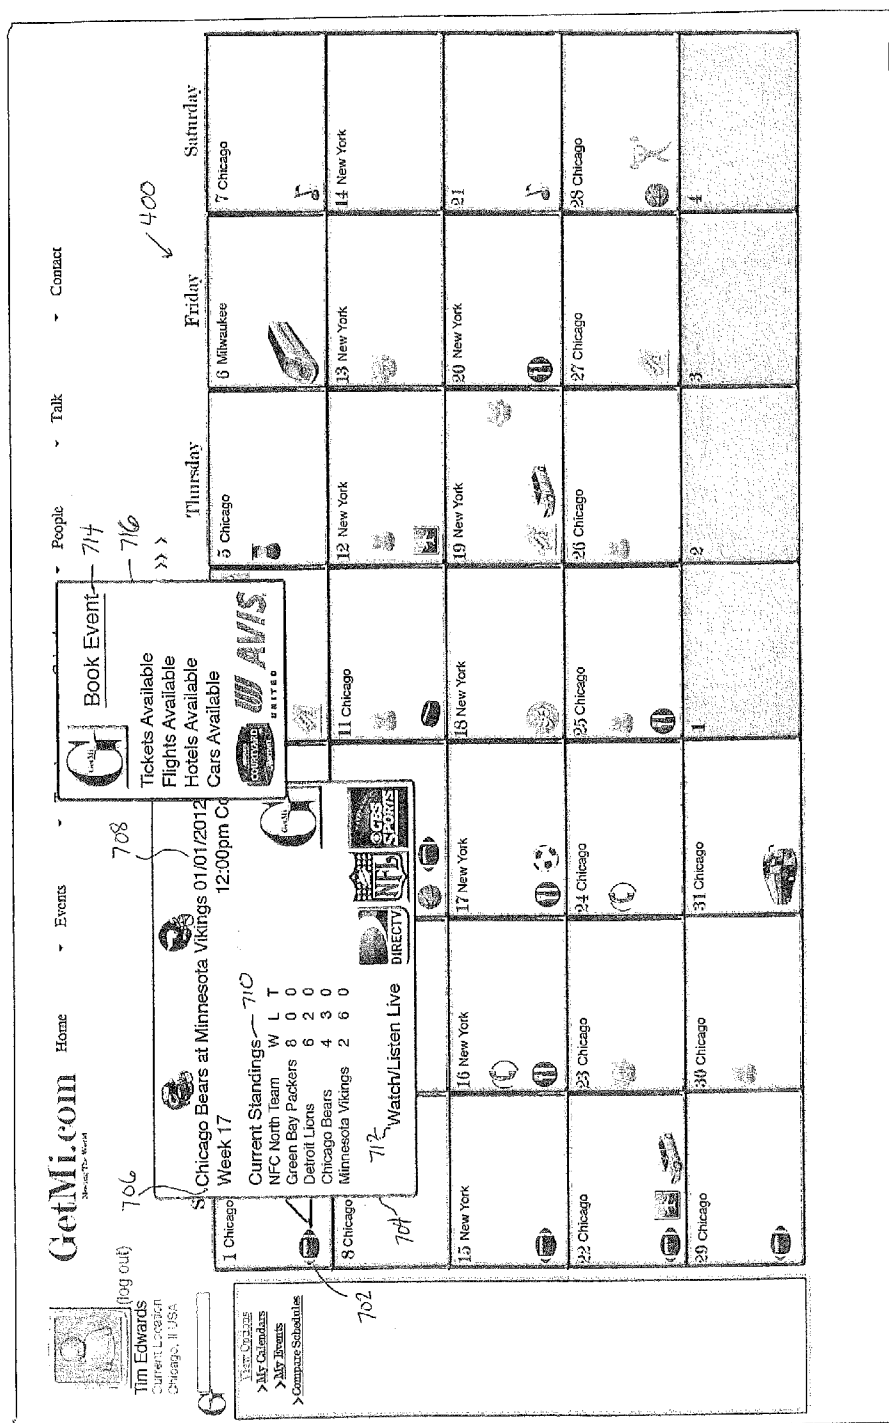 GetMi.com
Home
Events
People
Talk
Contact
(log out)
Tim Edwards
Current Location
Chicago, Il USA
G
View Options
>My Calendars
>My Events
>Compare Schedules
400
>>>
Thursday
Friday
Saturday
1 Chicago
5 Chicago
6 Milwaukee
7 Chicago
8 Chicago
11 Chicago
12 New York
13 New York
14 New York
15 New York
16 New York
17 New York
18 New York
19 New York
20 New York
21
22 Chicago
23 Chicago
24 Chicago
25 Chicago
26 Chicago
27 Chicago
28 Chicago
29 Chicago
30 Chicago
31 Chicago
1
2
3
4
702
704
706
708
Chicago Bears at Minnesota Vikings 01/01/2012
Week 17
12:00pm
Current Standings 710
NFC North Team W L T
Green Bay Packers 8 0 0
Detroit Lions 6 2 0
Chicago Bears 4 3 0
Minnesota Vikings 2 6 0
712
Watch/Listen Live
DIRECTV
NFL
CBS SPORTS
G
GetMi
G
GetMi
Book Event 714
716
Tickets Available
Flights Available
Hotels Available
Cars Available
COURTYARD
UNITED
AVIS